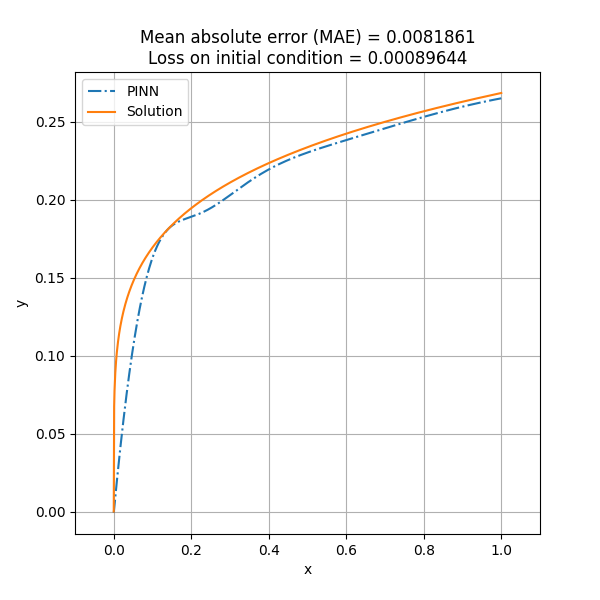 Mean absolute error (MAE) = 0.0081861
Loss on initial condition = 0.00089644
PINN
Solution
0.25
0.20
0.15
0.10
0.05
0.00
y
0.0 0.2 0.4 0.6 0.8 1.0
x